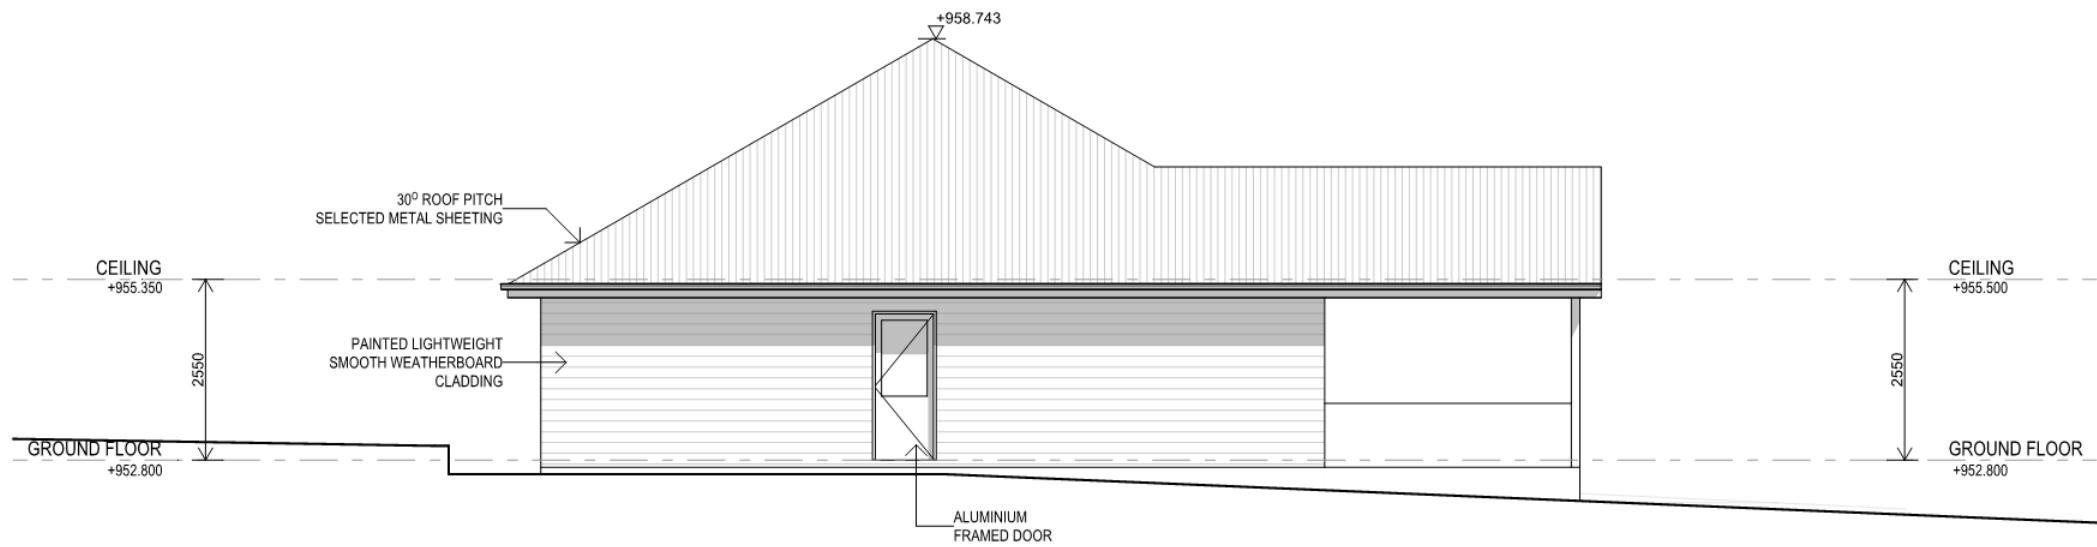 +958.743
30° ROOF PITCH
SELECTED METAL SHEETING
CEILING
+955.350
CEILING
+955.500
2550
PAINTED LIGHTWEIGHT
SMOOTH WEATHERBOARD
CLADDING
2550
GROUND FLOOR
+952.800
GROUND FLOOR
+952.800
ALUMINIUM
FRAMED DOOR